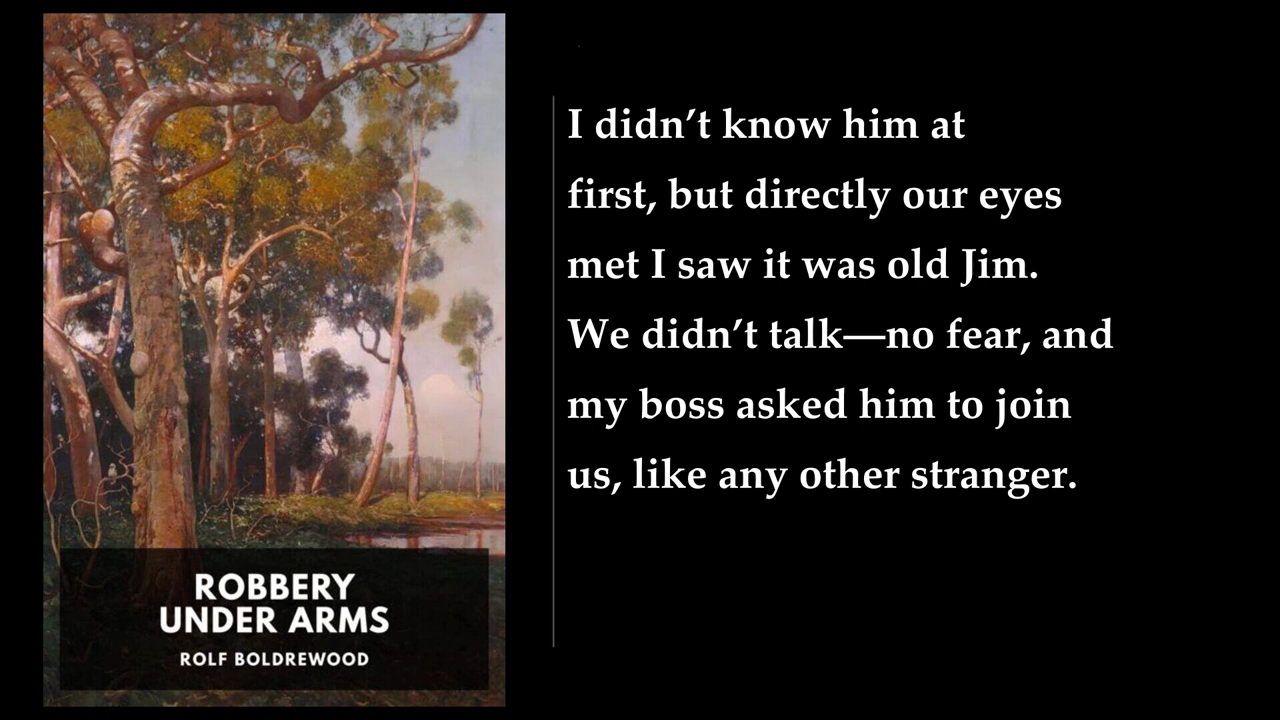 I didn’t know him at
first, but directly our eyes
met I saw it was old Jim.
We didn’t talk—no fear, and
my boss asked him to join
us, like any other stranger.
ROBBERY
UNDER ARMS
ROLF BOLDREWOOD